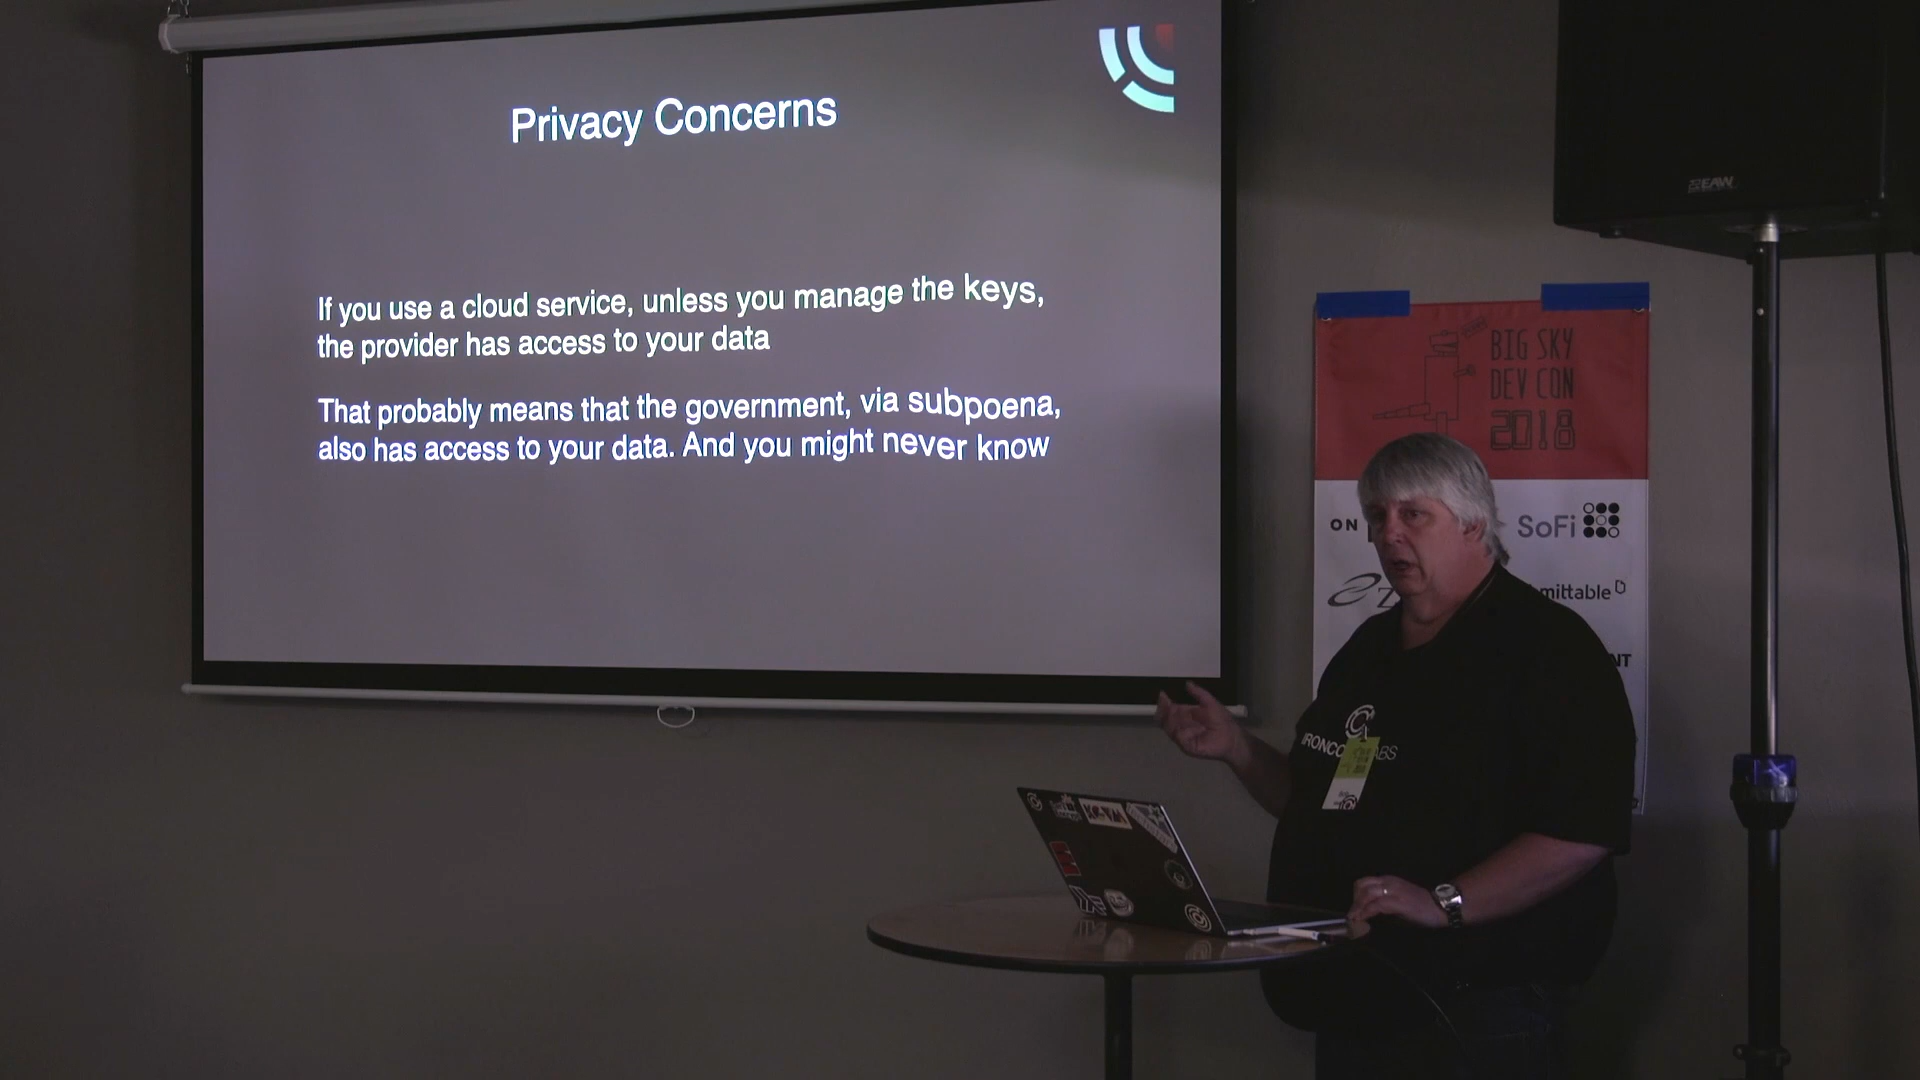 Privacy Concerns
If you use a cloud service, unless you manage the keys,
the provider has access to your data
That probably means that the government, via subpoena,
also has access to your data. And you might never know
EAW
BIG SKY
DEV CON
2018
ON
SoFi
mittable
NT